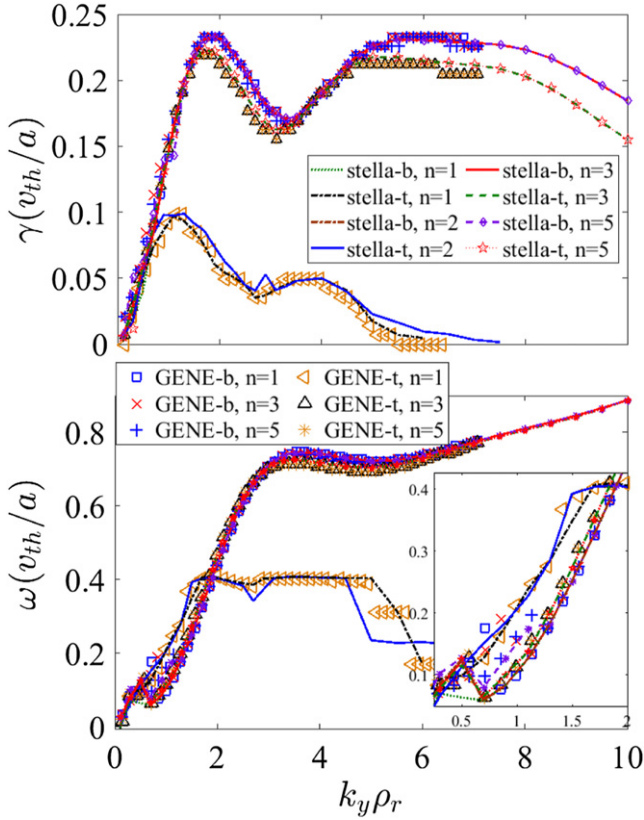 0.25
0.20
0.15
0.1
0.05
0
γ(v_th/a)
stella-b, n=1 stella-b, n=3
stella-t, n=1 stella-t, n=3
stella-b, n=2 stella-b, n=5
stella-t, n=2 stella-t, n=5
GENE-b, n=1 GENE-t, n=1
GENE-b, n=3 GENE-t, n=3
GENE-b, n=5 GENE-t, n=5
0.8
0.6
0.4
0.2
0
ω(v_th/a)
0.4
0.3
0.2
0.1
0.5 1 1.5 2
0 2 4 6 8 10
k_yρ_r